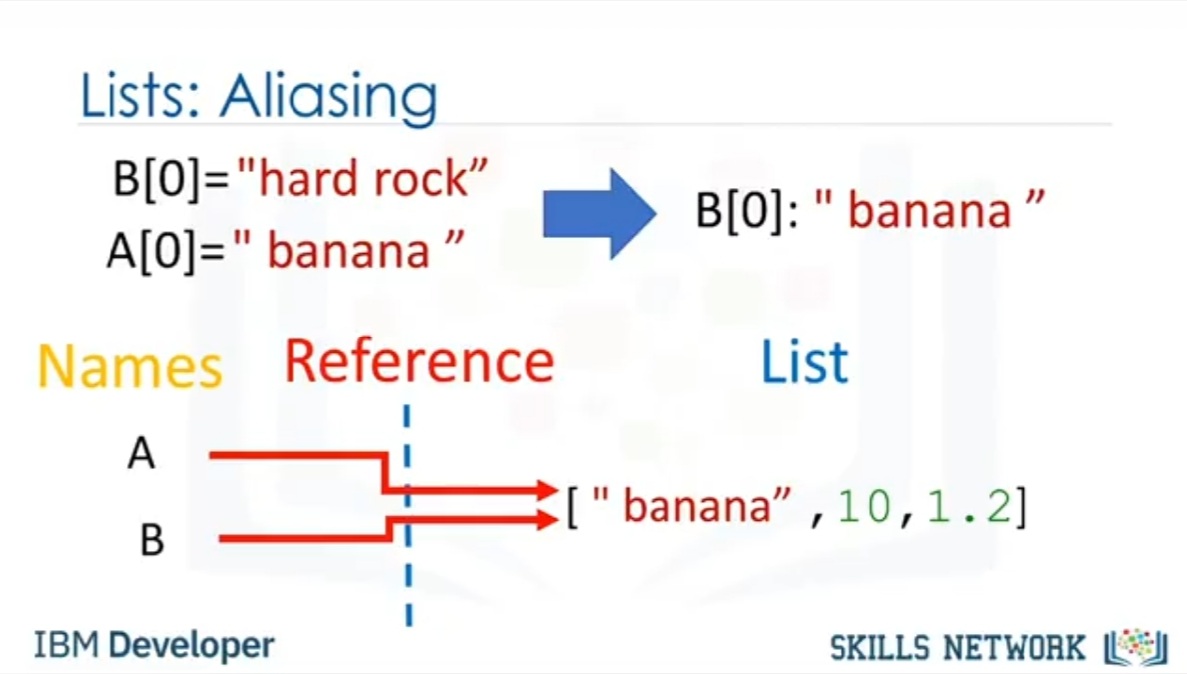 Lists: Aliasing
B[0]="hard rock”
A[0]=" banana ”
B[0]: " banana ”
Names Reference List
A
B
[ " banana” ,10,1.2]
IBM Developer
SKILLS NETWORK